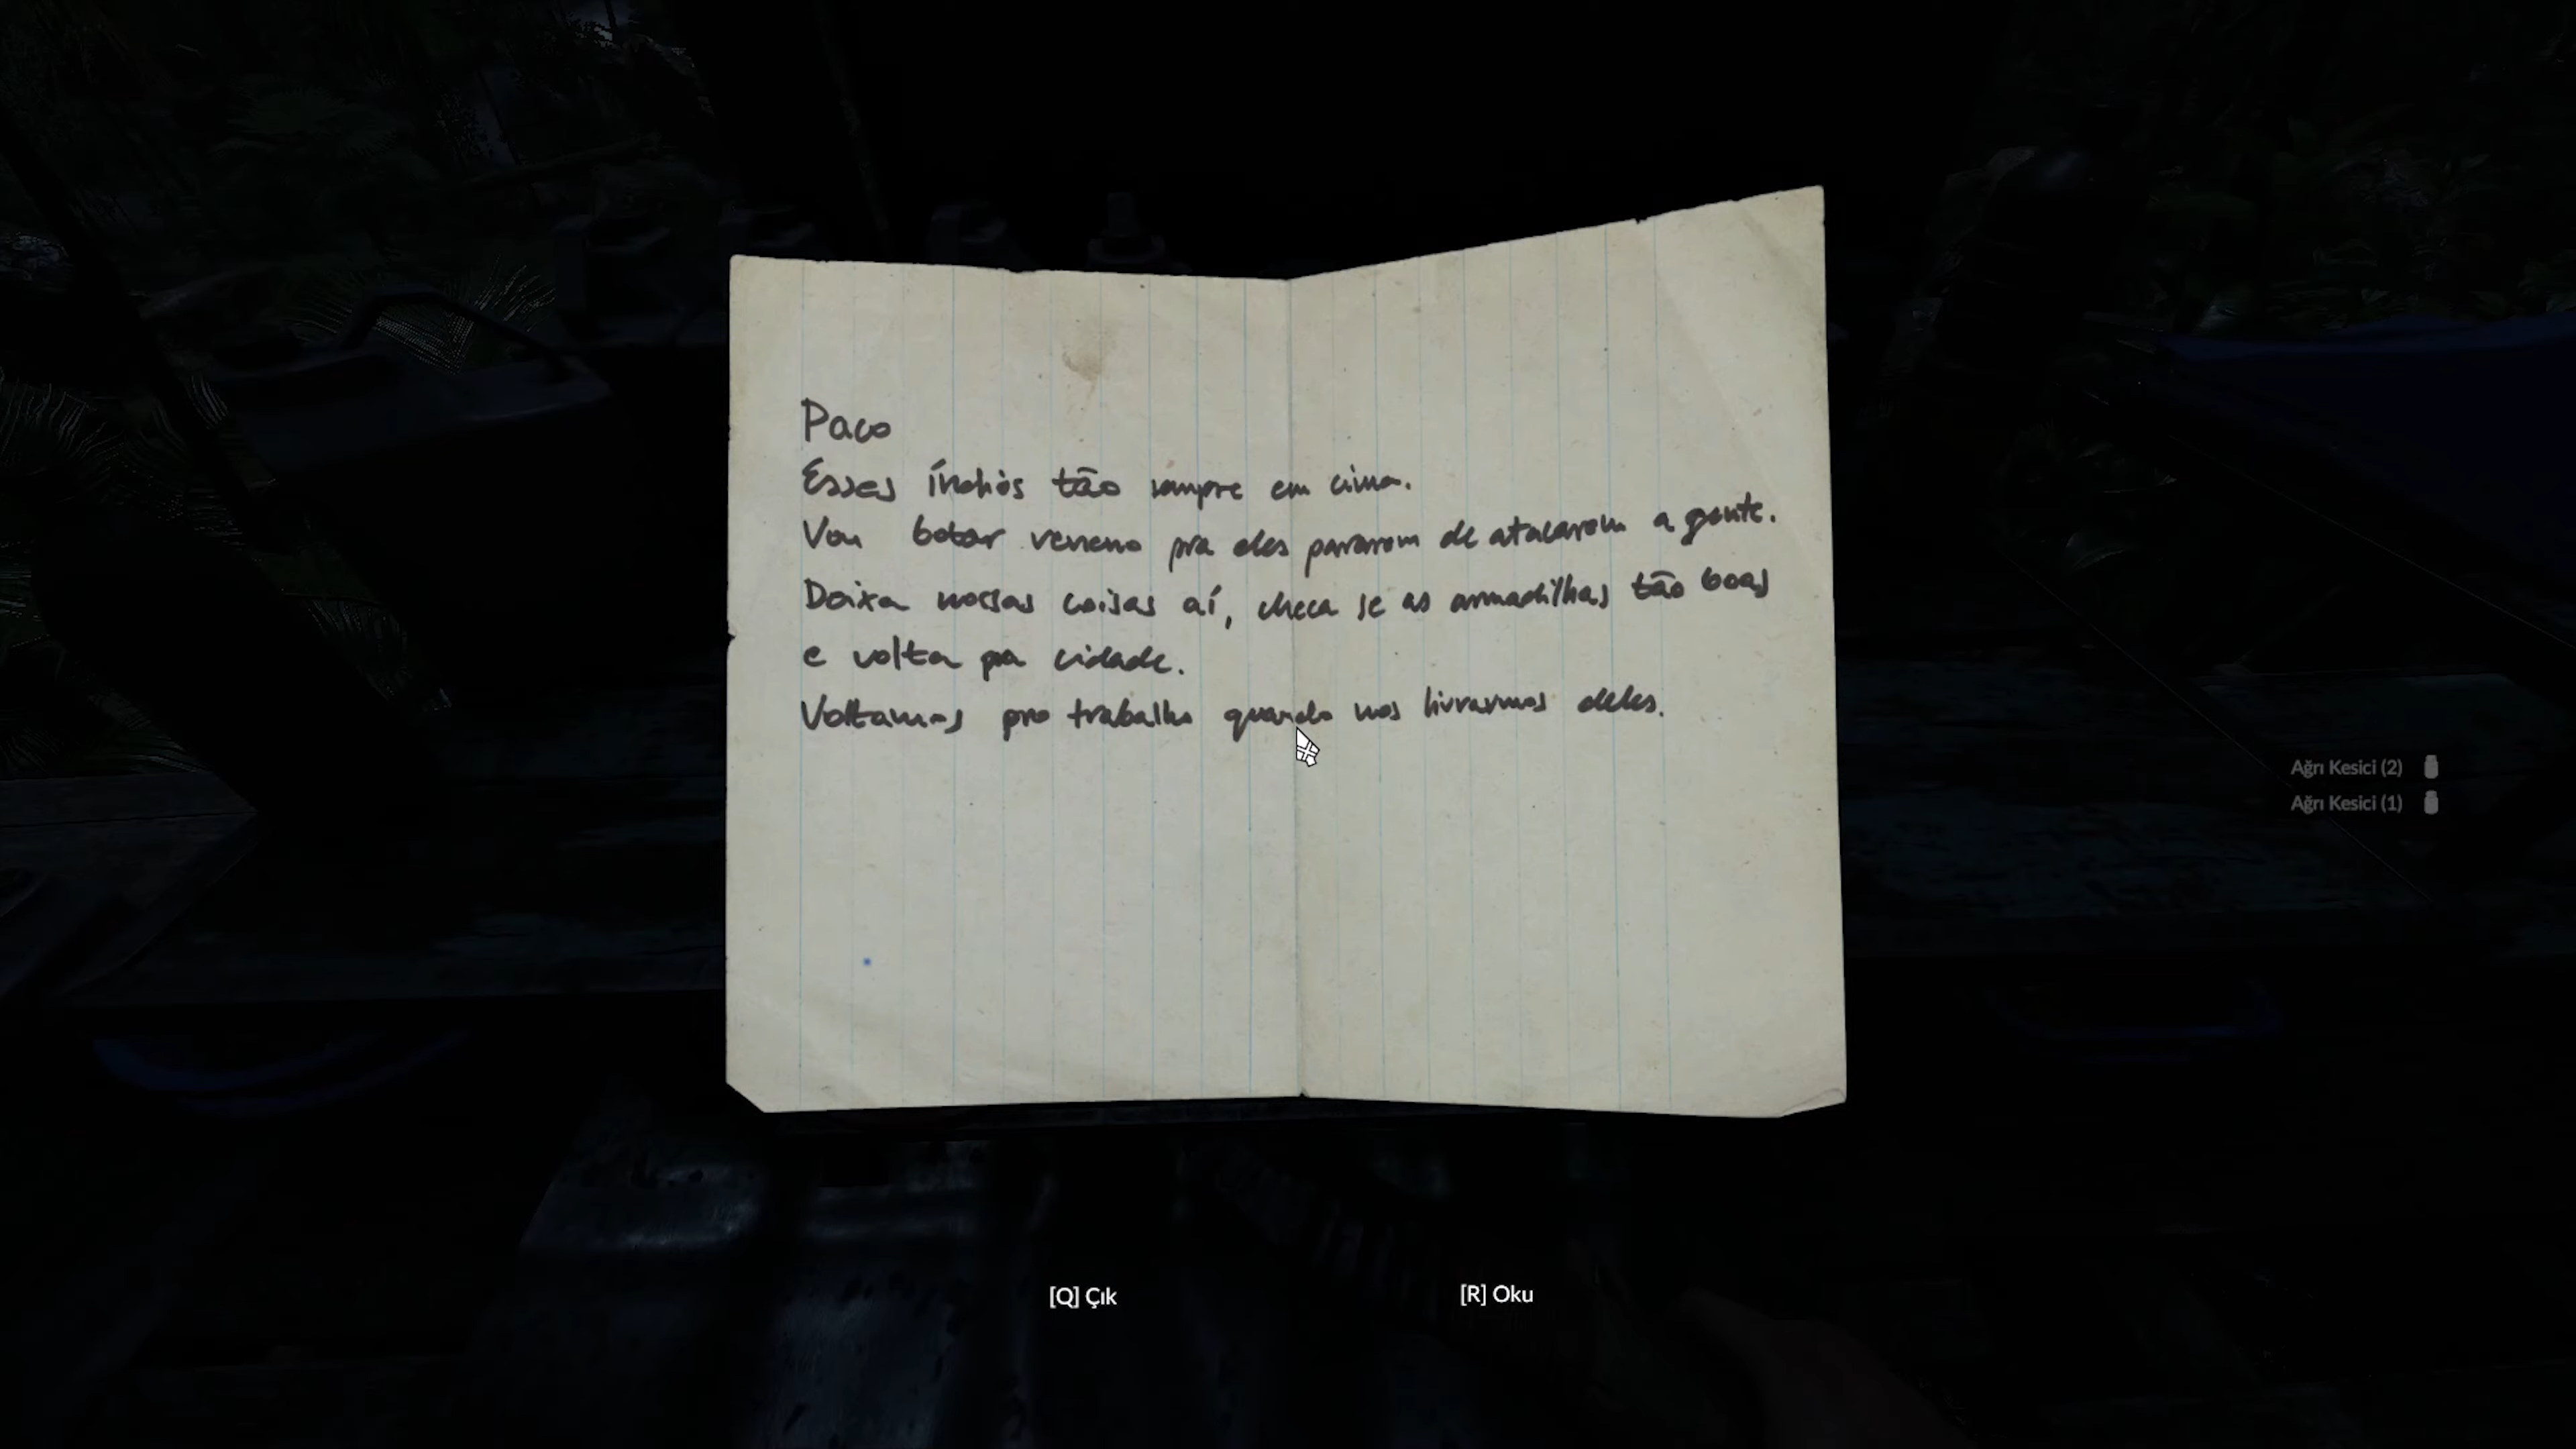 Paco
Esses índios tão sempre em cima.
Vou botar veneno pra eles pararem de atacarem a gente.
Deixa nossas coisas aí, checa se as armadilhas tão boas
e volta pra cidade.
Voltamos pro trabalho quando nos livrarmos deles.
Ağrı Kesici (2)
Ağrı Kesici (1)
[Q] Çık
[R] Oku